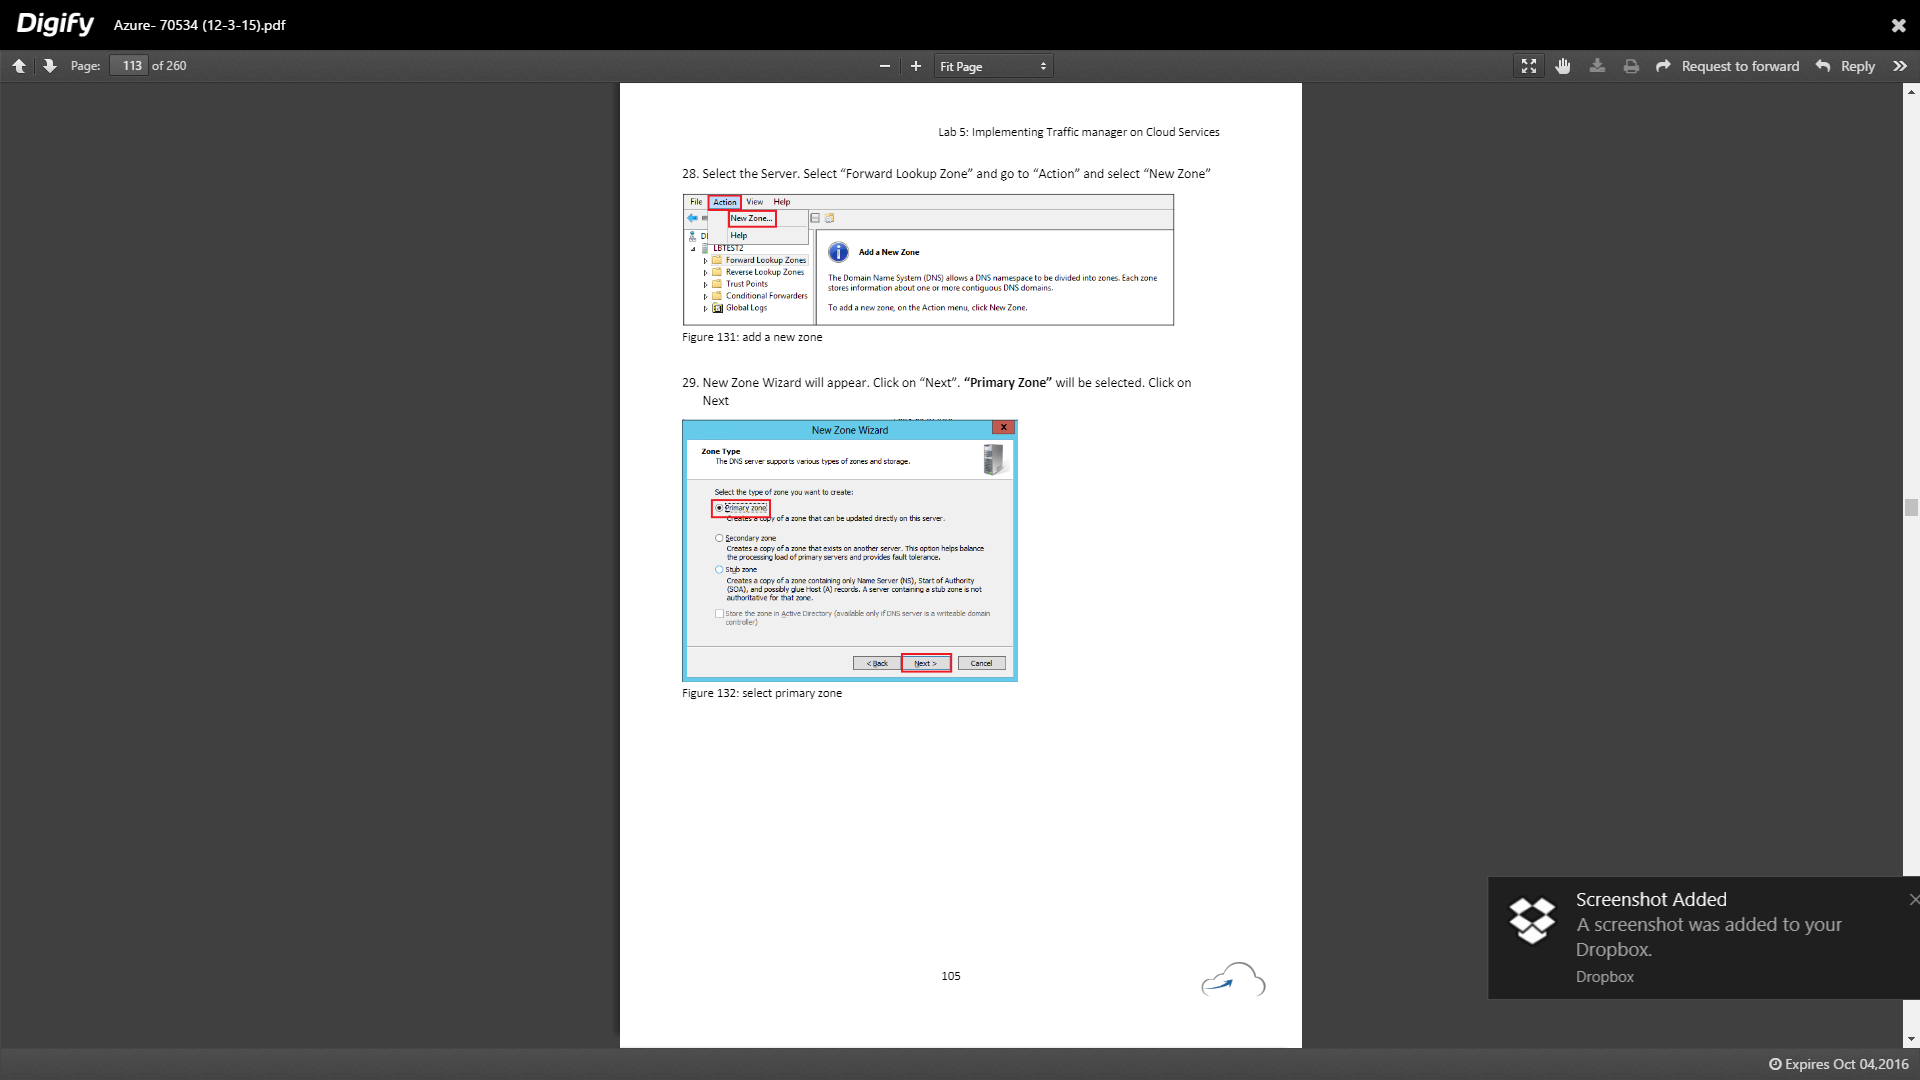 Digify Azure- 70534 (12-3-15).pdf
Page: 113 of 260
Fit Page
Request to forward
Reply
Lab 5: Implementing Traffic manager on Cloud Services
28. Select the Server. Select “Forward Lookup Zone” and go to “Action” and select “New Zone”
File Action View Help
New Zone...
Help
LBTEST2
Forward Lookup Zones
Reverse Lookup Zones
Trust Points
Conditional Forwarders
Global Logs
Add a New Zone
The Domain Name System (DNS) allows a DNS namespace to be divided into zones. Each zone
stores information about one or more contiguous DNS domains.
To add a new zone, on the Action menu, click New Zone.
Figure 131: add a new zone
29. New Zone Wizard will appear. Click on “Next”. “Primary Zone” will be selected. Click on
Next
New Zone Wizard
x
Zone Type
The DNS server supports various types of zones and storage.
Select the type of zone you want to create:
Primary zone
Creates a copy of a zone that can be updated directly on this server.
Secondary zone
Creates a copy of a zone that exists on another server. This option helps balance
the processing load of primary servers and provides fault tolerance.
Stub zone
Creates a copy of a zone containing only Name Server (NS), Start of Authority
(SOA), and possibly glue Host (A) records. A server containing a stub zone is not
authoritative for that zone.
Store the zone in Active Directory (available only if DNS server is a writeable domain
controller)
< Back Next > Cancel
Figure 132: select primary zone
105
Screenshot Added
A screenshot was added to your
Dropbox.
Dropbox
Expires Oct 04,2016